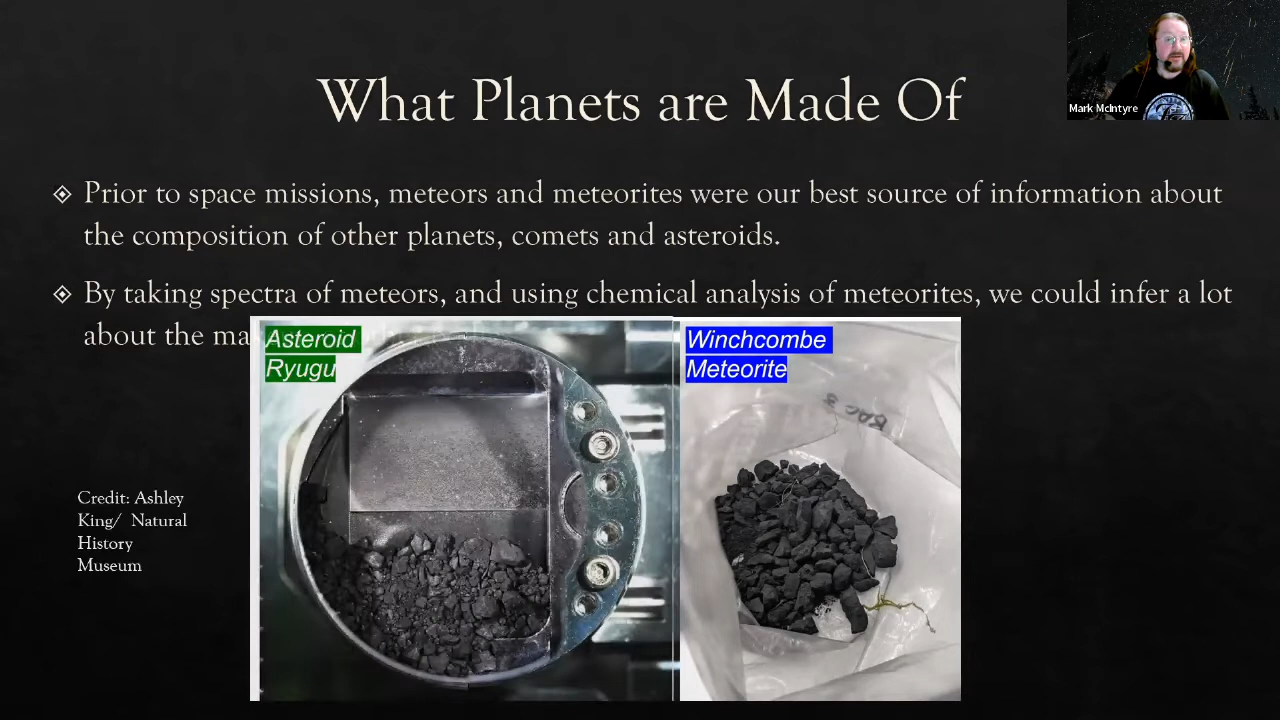 What Planets are Made Of
Mark McIntyre
Prior to space missions, meteors and meteorites were our best source of information about
the composition of other planets, comets and asteroids.
By taking spectra of meteors, and using chemical analysis of meteorites, we could infer a lot
about the
Asteroid
Ryugu
Winchcombe
Meteorite
BAG 3
Credit: Ashley
King/ Natural
History
Museum